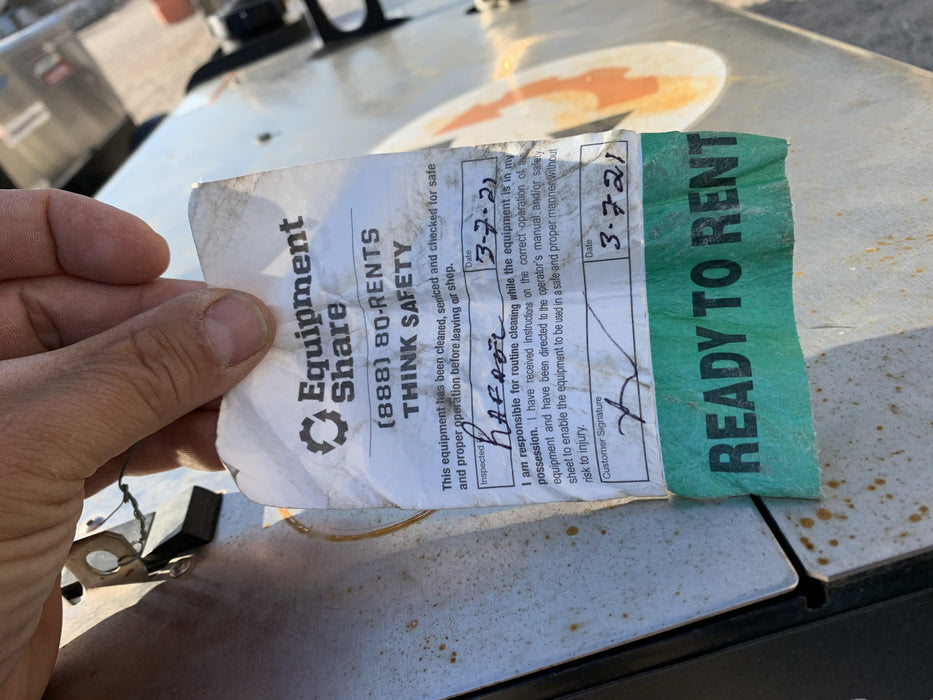 Equipment
Share
(888) 80-RENTS
THINK SAFETY
This equipment has been cleaned, serviced and checked for safe
and proper operation before leaving our shop.
Inspected Date
3-7-21
I am responsible for routine cleaning while the equipment is in my
possession. I have received instructions on the correct operation of the
equipment and have been directed to the operator's manual and/or safety
sheet to enable the equipment to be used in a safe and proper manner without
risk to injury.
Customer Signature Date
3-7-21
READY TO RENT